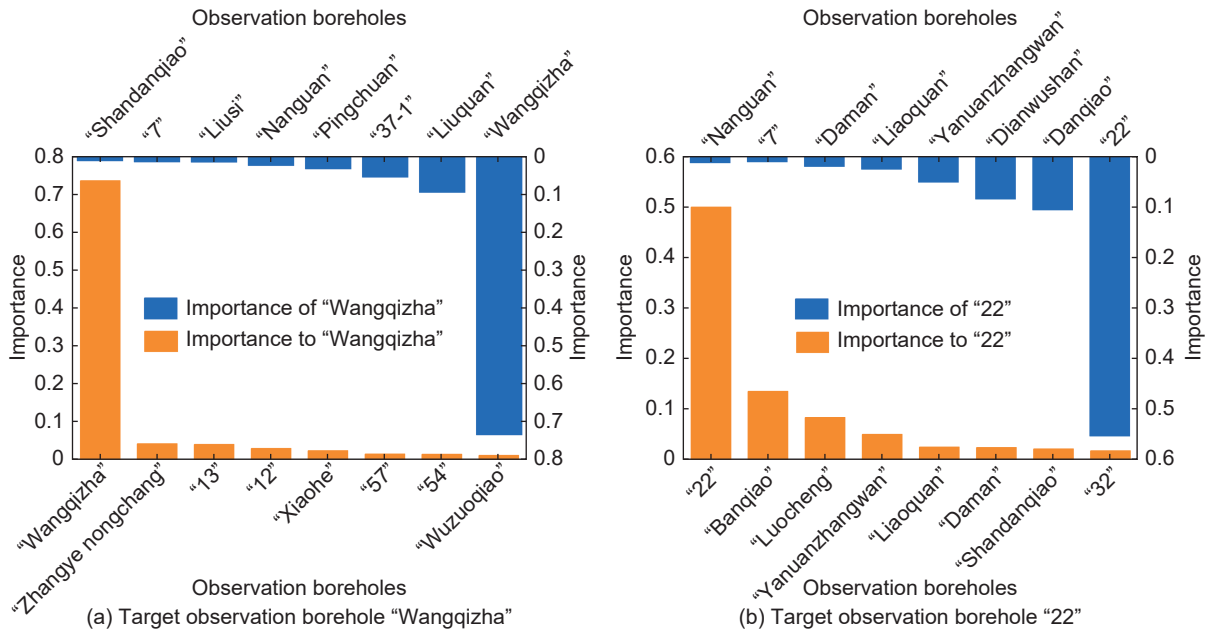 Observation boreholes
“Shandanqiao”
“7”
“Liusi”
“Nanguan”
“Pingchuan”
“37-1”
“Liuquan”
“Wangqizha”
0.8
0.7
0.6
0.5
0.4
0.3
0.2
0.1
0
Importance
0
0.1
0.2
0.3
0.4
0.5
0.6
0.7
0.8
Importance
Importance of “Wangqizha”
Importance to “Wangqizha”
“Wangqizha”
“Zhangye nongchang”
“13”
“12”
“Xiaohe”
“57”
“54”
“Wuzuoqiao”
Observation boreholes
(a) Target observation borehole “Wangqizha”
Observation boreholes
“Nanguan”
“7”
“Daman”
“Liaoquan”
“Yanuanzhangwan”
“Dianwushan”
“Danqiao”
“22”
0.6
0.5
0.4
0.3
0.2
0.1
0
Importance
0
0.1
0.2
0.3
0.4
0.5
0.6
Importance
Importance of “22”
Importance to “22”
“22”
“Banqiao”
“Luocheng”
“Yanuanzhangwan”
“Liaoquan”
“Daman”
“Shandanqiao”
“32”
Observation boreholes
(b) Target observation borehole “22”